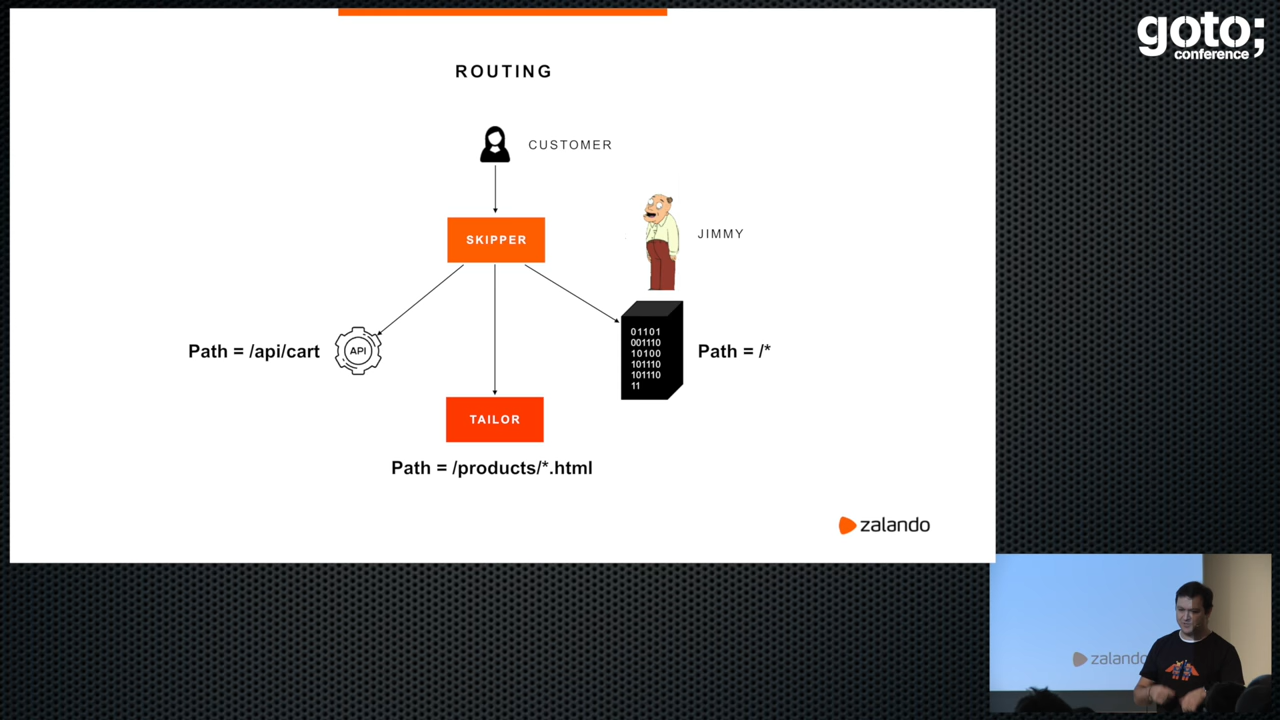 goto;
conference
ROUTING
CUSTOMER
SKIPPER
JIMMY
Path = /api/cart
API
01101
001110
10100
101110
101110
11
Path = /*
TAILOR
Path = /products/*.html
zalando
zalando